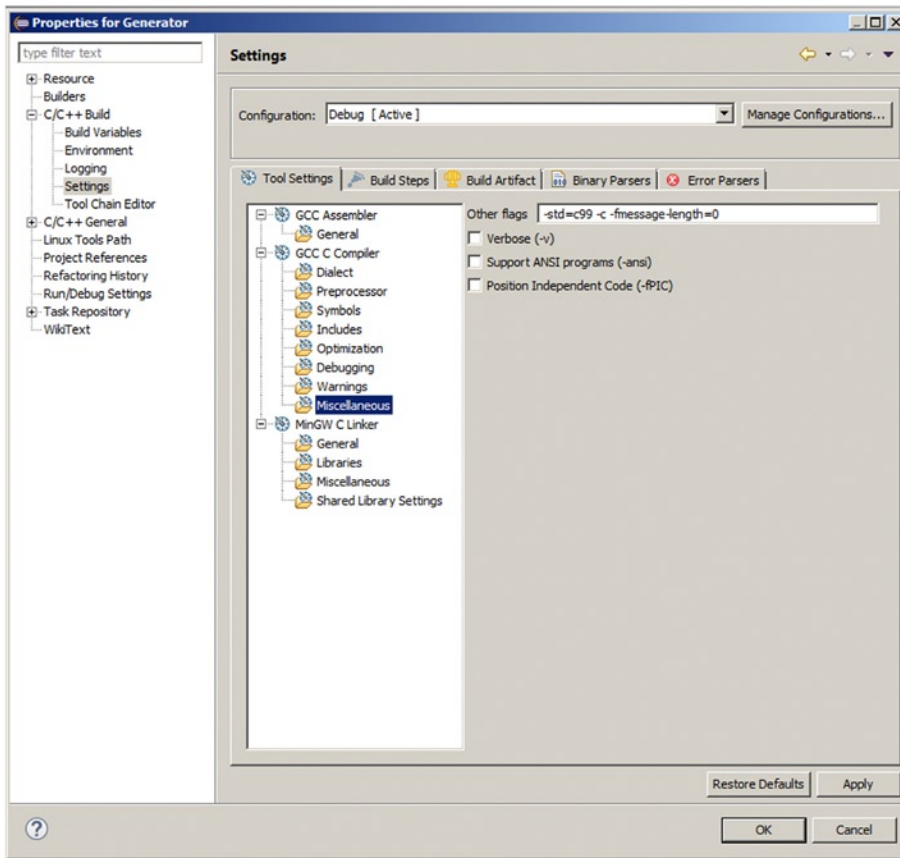 Properties for Generator
type filter text
Resource
Builders
C/C++ Build
Build Variables
Environment
Logging
Settings
Tool Chain Editor
C/C++ General
Linux Tools Path
Project References
Refactoring History
Run/Debug Settings
Task Repository
WikiText
Settings
Configuration: Debug [ Active ] Manage Configurations...
Tool Settings Build Steps Build Artifact Binary Parsers Error Parsers
GCC Assembler
General
GCC C Compiler
Dialect
Preprocessor
Symbols
Includes
Optimization
Debugging
Warnings
Miscellaneous
MinGW C Linker
General
Libraries
Miscellaneous
Shared Library Settings
Other flags -std=c99 -c -fmessage-length=0
Verbose (-v)
Support ANSI programs (-ansi)
Position Independent Code (-fPIC)
Restore Defaults Apply
? OK Cancel